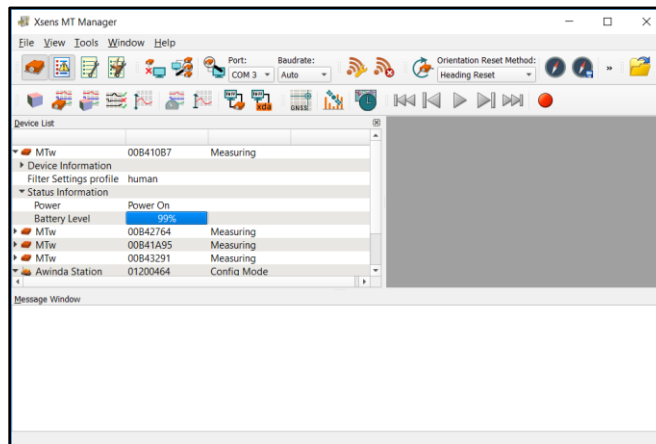 Xsens MT Manager
File View Tools Window Help
Port: Baudrate: Orientation Reset Method:
COM 3 Auto Heading Reset »
xda GNSS
Device List
MTw 00B410B7 Measuring
Device Information
Filter Settings profile human
Status Information
Power Power On
Battery Level 99%
MTw 00B42764 Measuring
MTw 00B41A95 Measuring
MTw 00B43291 Measuring
Awinda Station 01200464 Config Mode
Message Window